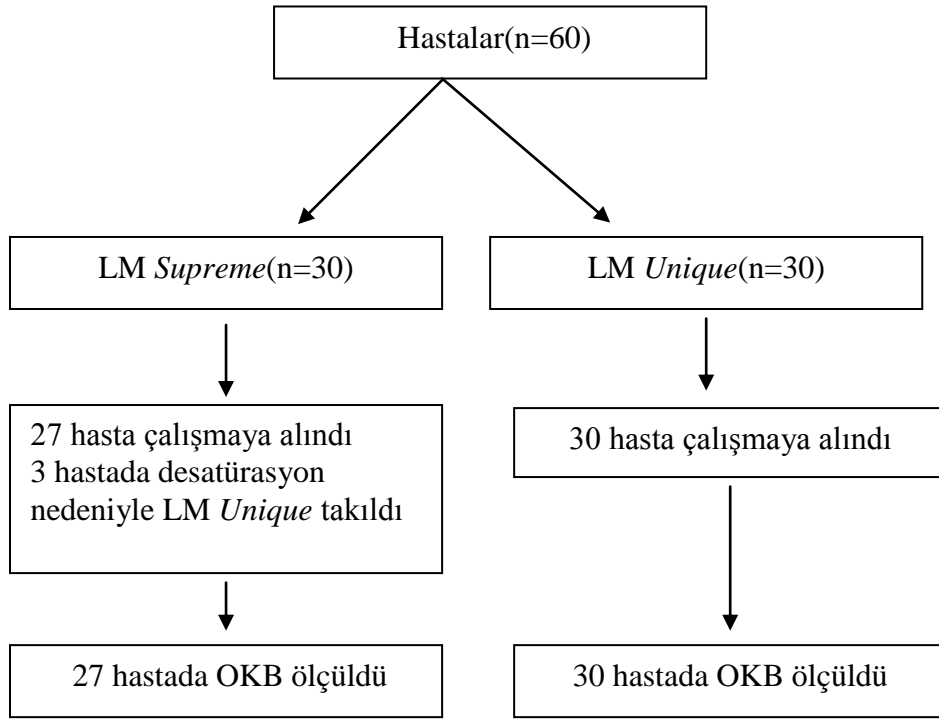 Hastalar(n=60)
LM Supreme(n=30)
LM Unique(n=30)
27 hasta çalışmaya alındı
3 hastada desatürasyon
nedeniyle LM Unique takıldı
30 hasta çalışmaya alındı
27 hastada OKB ölçüldü
30 hastada OKB ölçüldü